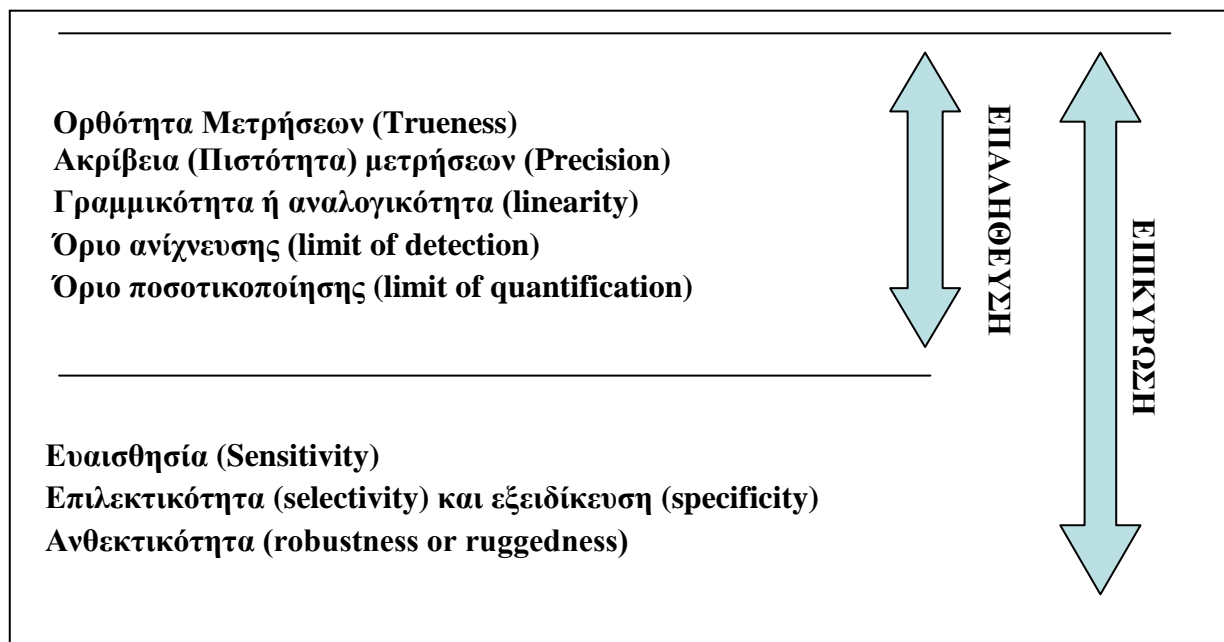 Ορθότητα Μετρήσεων (Trueness)
Ακρίβεια (Πιστότητα) μετρήσεων (Precision)
Γραμμικότητα ή αναλογικότητα (linearity)
Όριο ανίχνευσης (limit of detection)
Όριο ποσοτικοποίησης (limit of quantification)
ΕΠΑΛΗΘΕΥΣΗ
ΕΠΙΚΥΡΩΣΗ
Ευαισθησία (Sensitivity)
Επιλεκτικότητα (selectivity) και εξειδίκευση (specificity)
Ανθεκτικότητα (robustness or ruggedness)